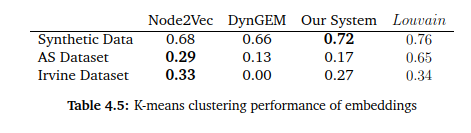 Node2Vec DynGEM Our System Louvain
Synthetic Data 0.68 0.66 0.72 0.76
AS Dataset 0.29 0.13 0.17 0.65
Irvine Dataset 0.33 0.00 0.27 0.34
Table 4.5: K-means clustering performance of embeddings